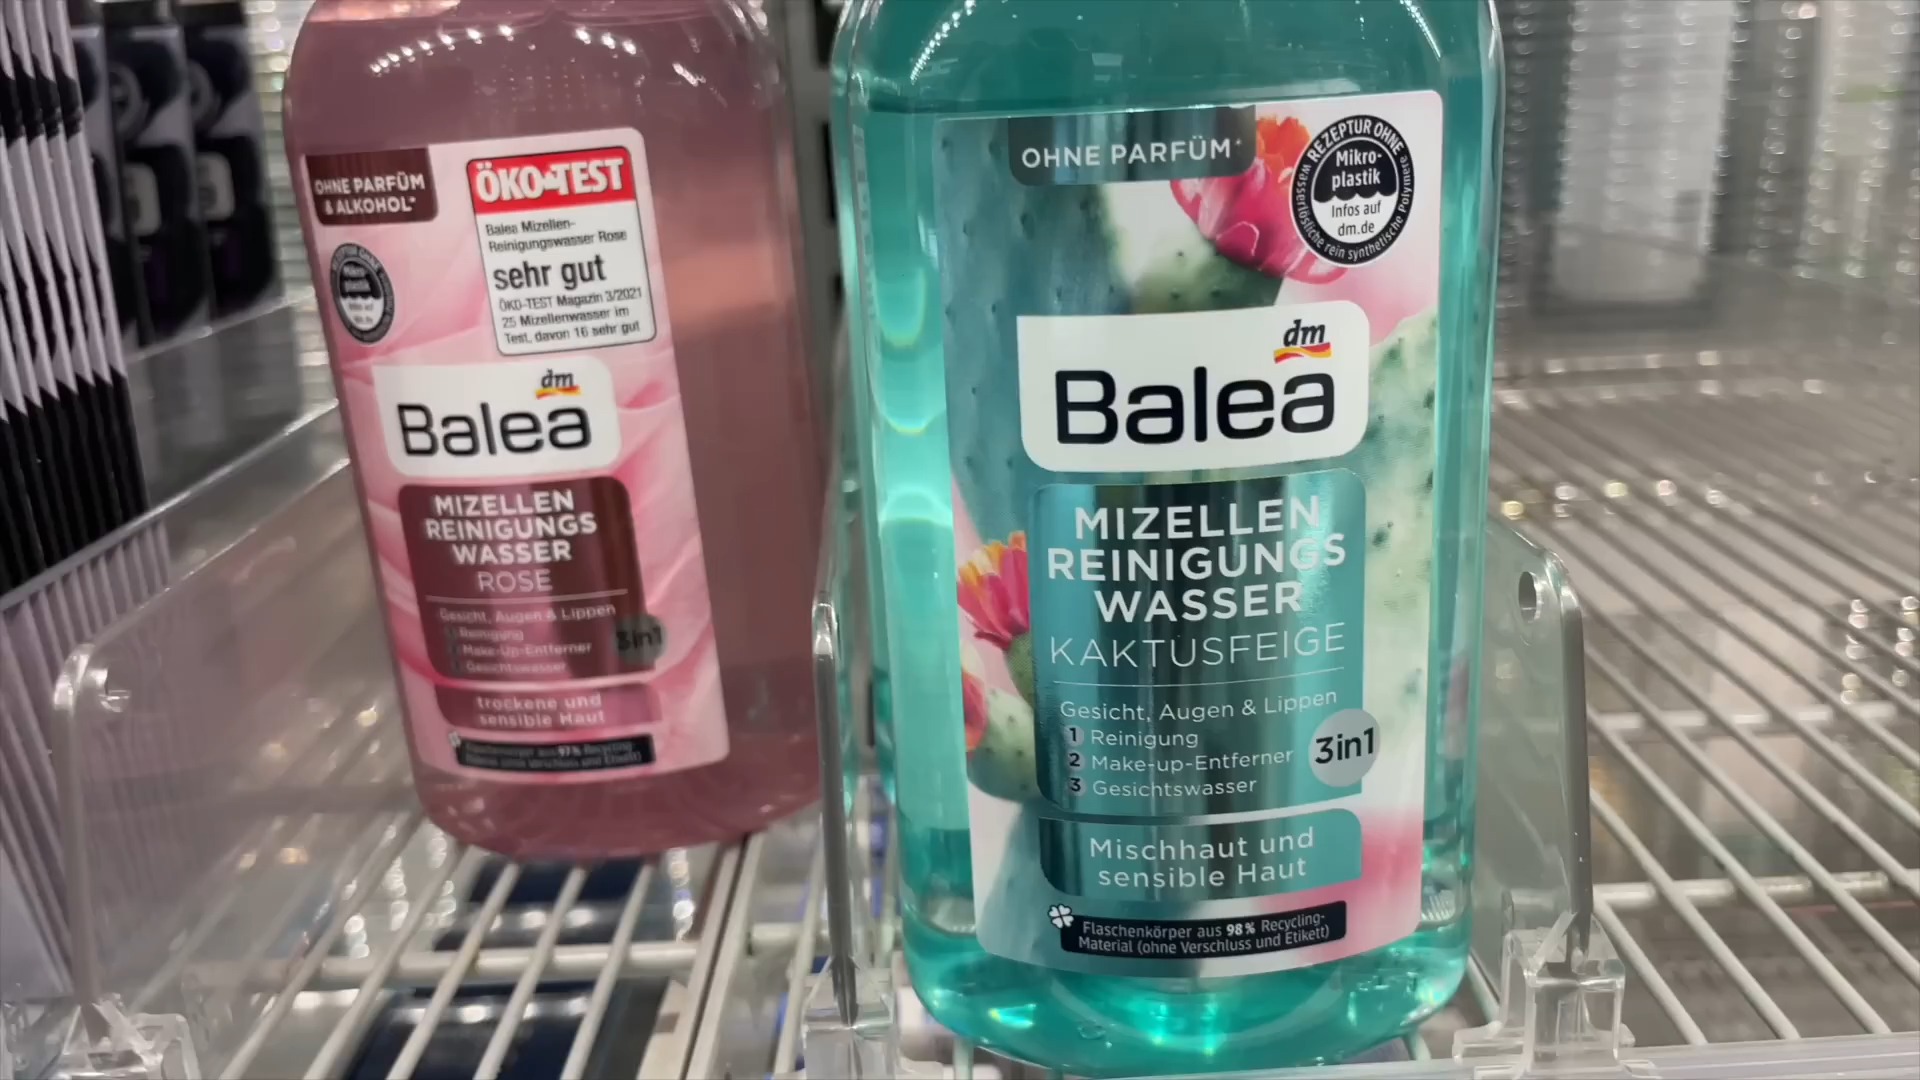 OHNE PARFÜM
& ALKOHOL*
ÖKO-TEST
Balea Mizellen-
Reinigungswasser Rose
sehr gut
ÖKO-TEST Magazin 3/2021
25 Mizellenwasser im
Test, davon 16 sehr gut
Mikro-
plastik
dm
Balea
MIZELLEN
REINIGUNGS
WASSER
ROSE
Gesicht, Augen & Lippen
Reinigung
Make-Up-Entferner
Gesichtswasser
3in1
trockene und
sensible Haut
Flaschenkörper aus 97% Recycling-
Material (ohne Verschluss und Etikett)
OHNE PARFÜM*
REZEPTUR OHNE
Mikro-
plastik
Infos auf
dm.de
wasserlösliche rein synthetische Polymere
dm
Balea
MIZELLEN
REINIGUNGS
WASSER
KAKTUSFEIGE
Gesicht, Augen & Lippen
1 Reinigung
2 Make-up-Entferner
3 Gesichtswasser
3in1
Mischhaut und
sensible Haut
Flaschenkörper aus 98% Recycling-
Material (ohne Verschluss und Etikett)